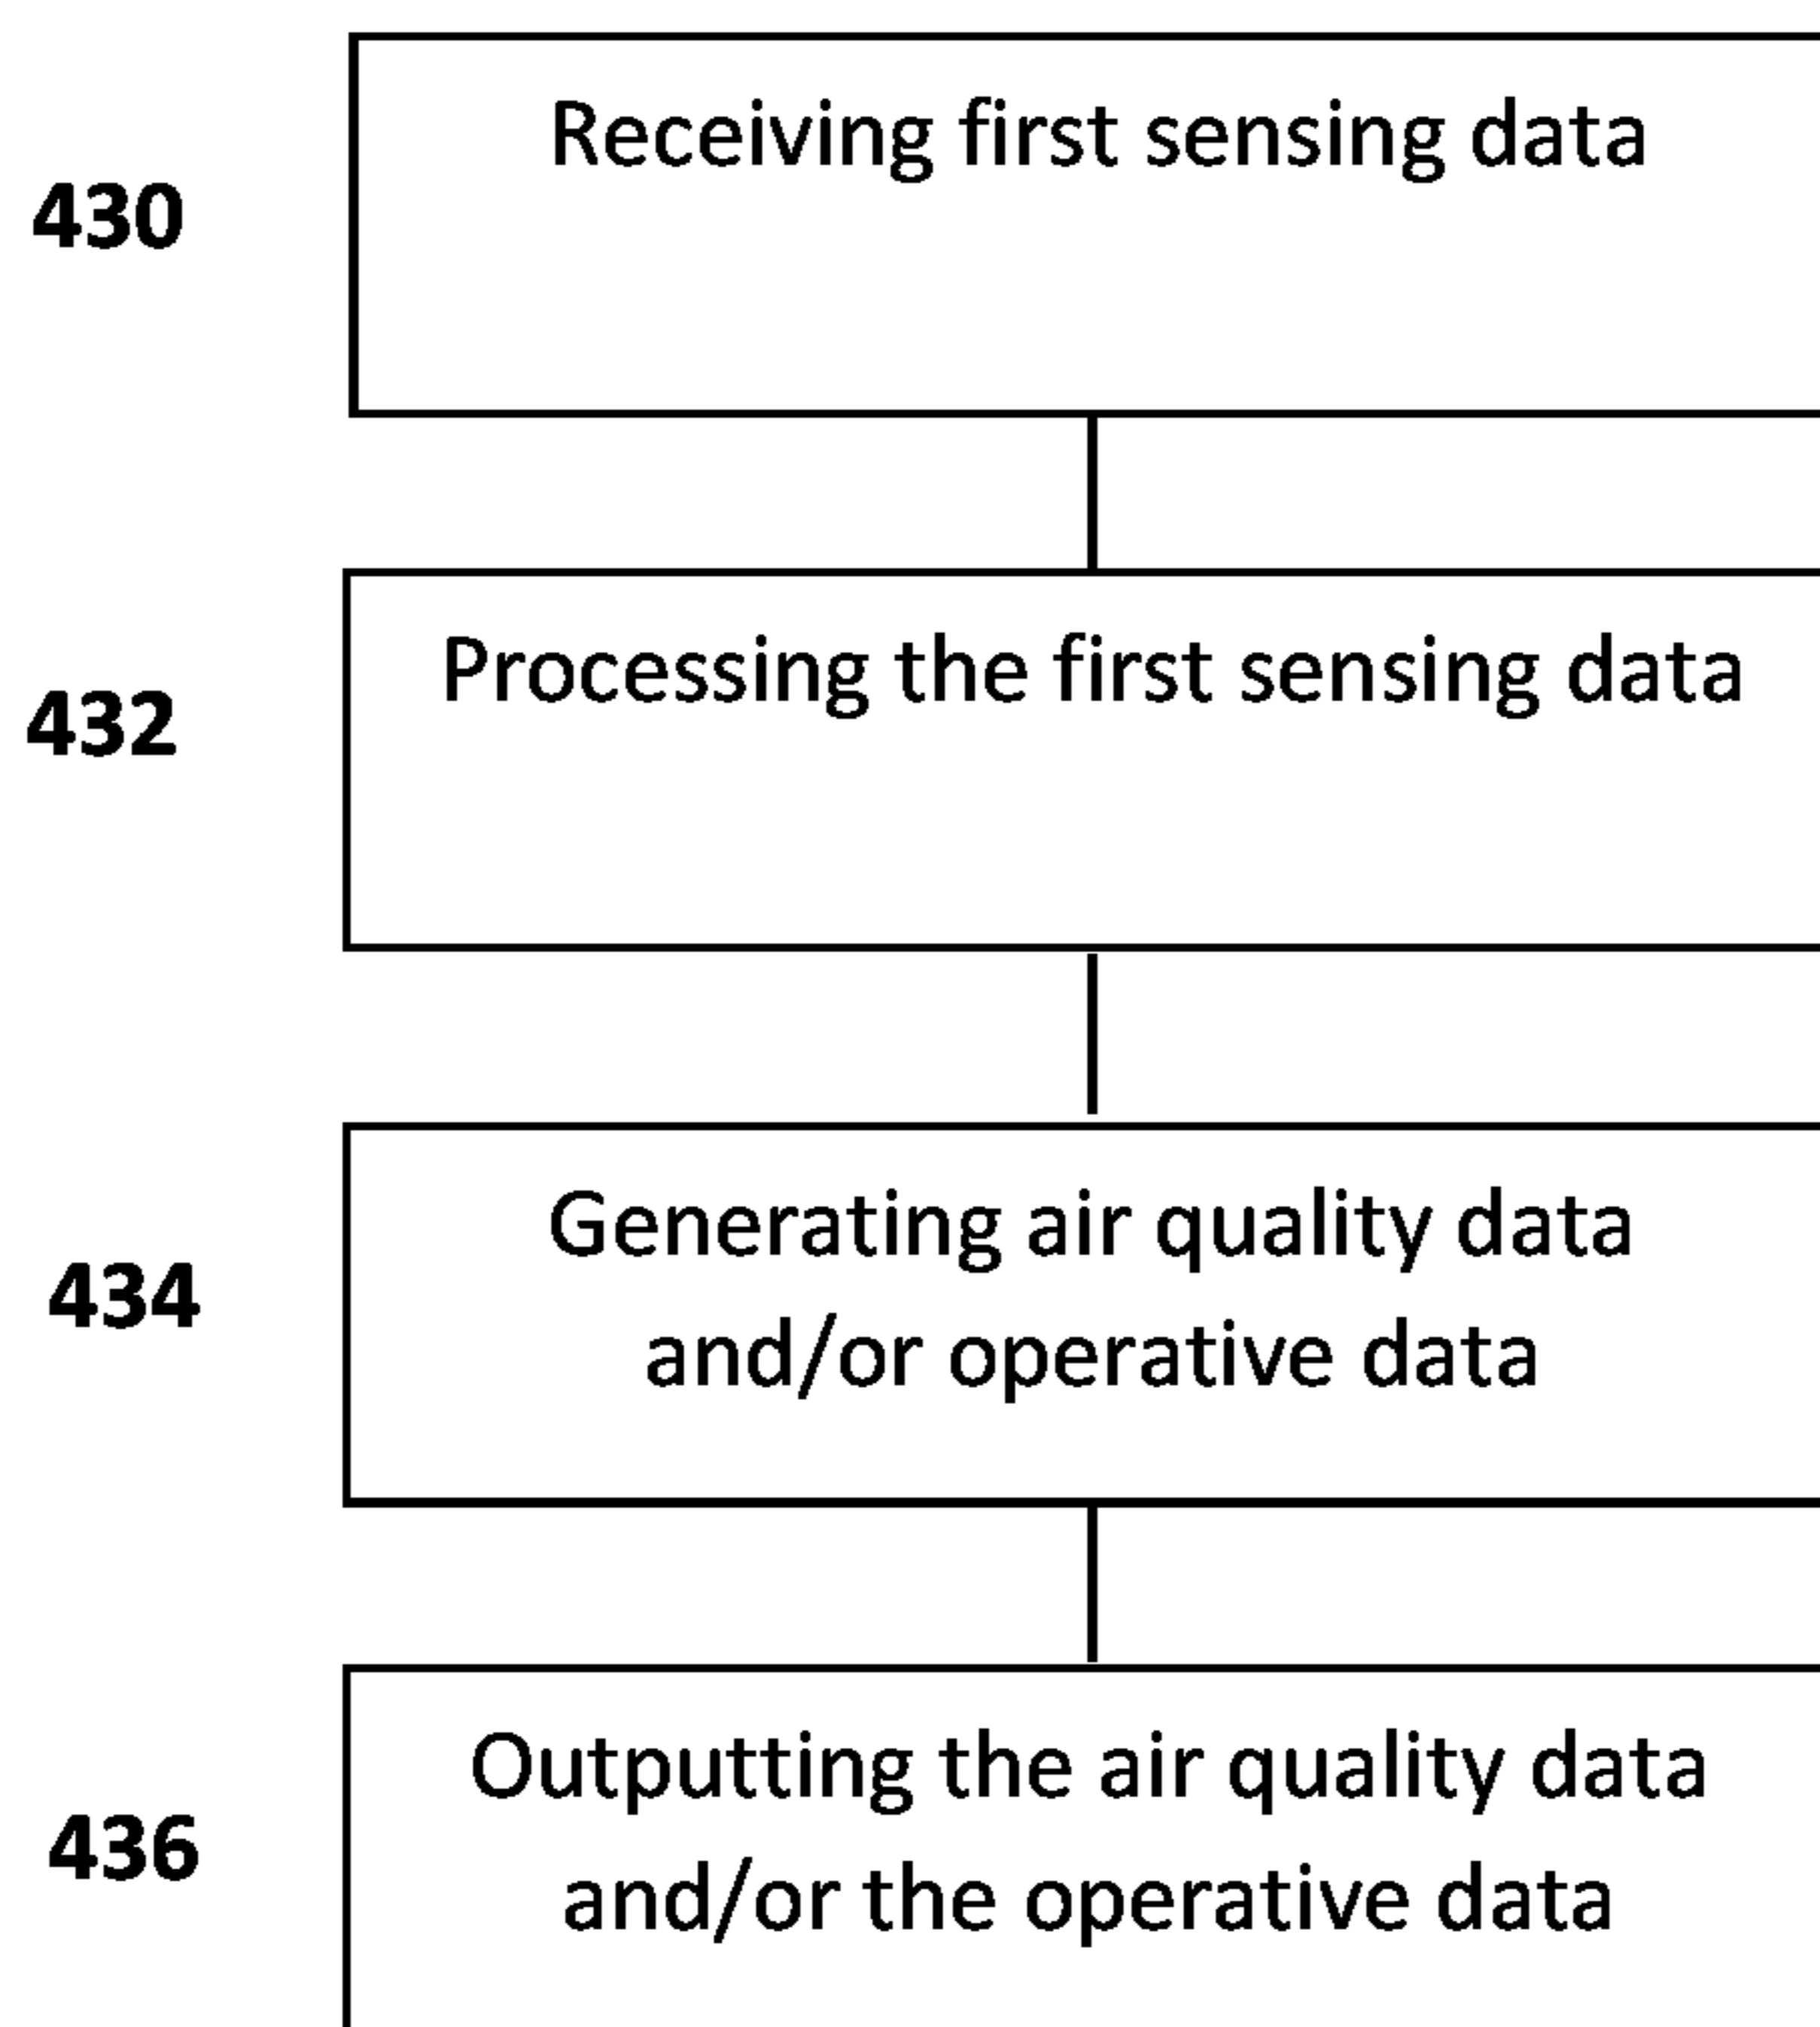 Receiving first sensing data
430
Processing the first sensing data
432
Generating air quality data
434
and/or operative data
Outputting the air quality data
436
and/or the operative data